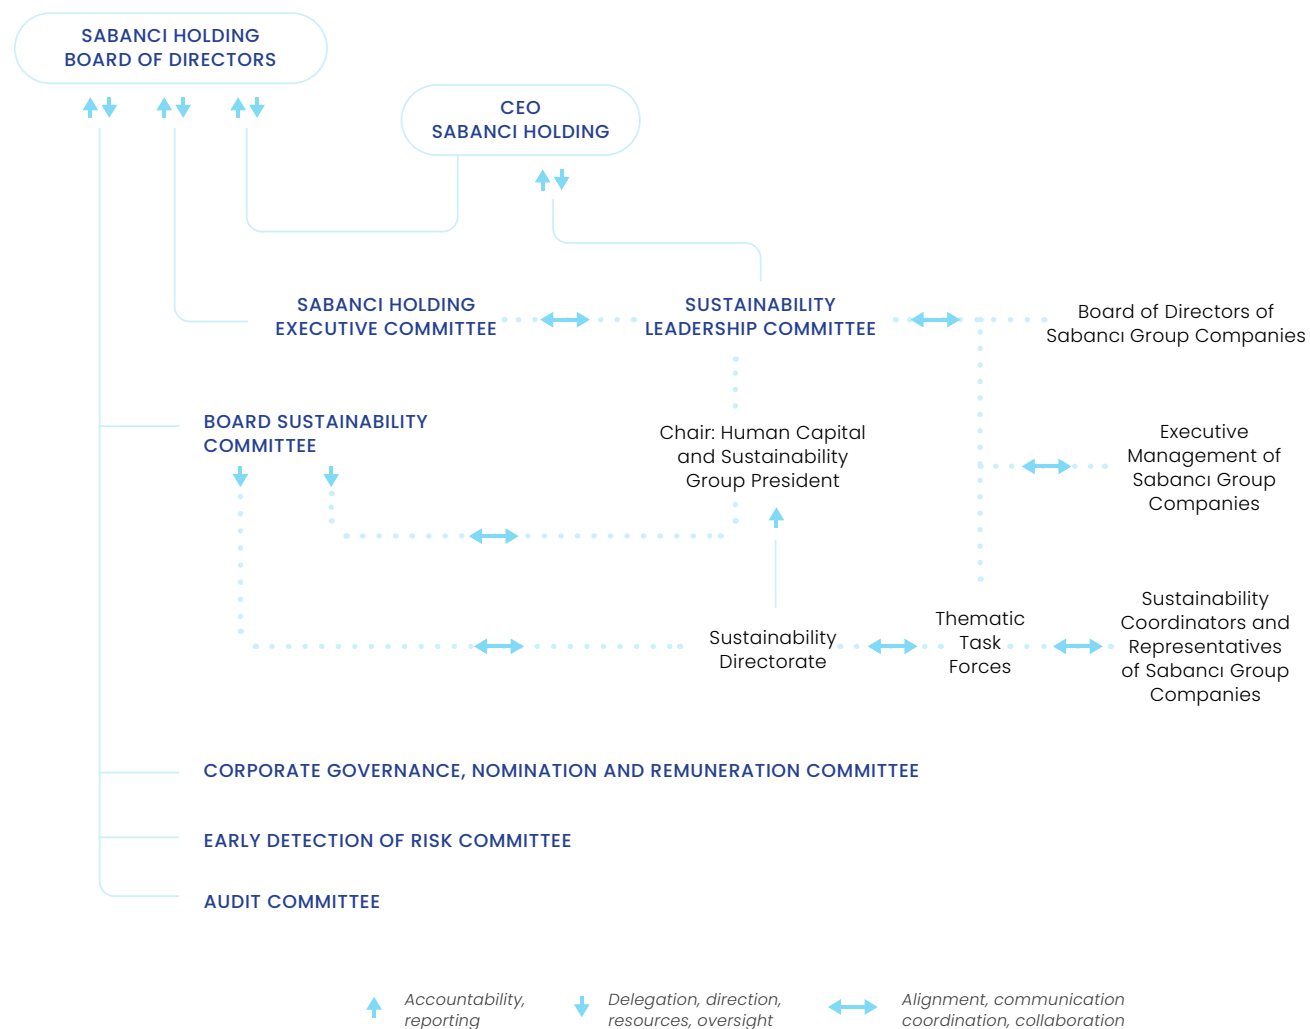 SABANCI HOLDING
BOARD OF DIRECTORS
CEO
SABANCI HOLDING
SABANCI HOLDING
EXECUTIVE COMMITTEE
SUSTAINABILITY
LEADERSHIP COMMITTEE
Board of Directors of
Sabancı Group Companies
BOARD SUSTAINABILITY
COMMITTEE
Chair: Human Capital
and Sustainability
Group President
Executive
Management of
Sabancı Group
Companies
Sustainability
Directorate
Thematic
Task
Forces
Sustainability
Coordinators and
Representatives
of Sabancı Group
Companies
CORPORATE GOVERNANCE, NOMINATION AND REMUNERATION COMMITTEE
EARLY DETECTION OF RISK COMMITTEE
AUDIT COMMITTEE
Accountability,
reporting
Delegation, direction,
resources, oversight
Alignment, communication
coordination, collaboration